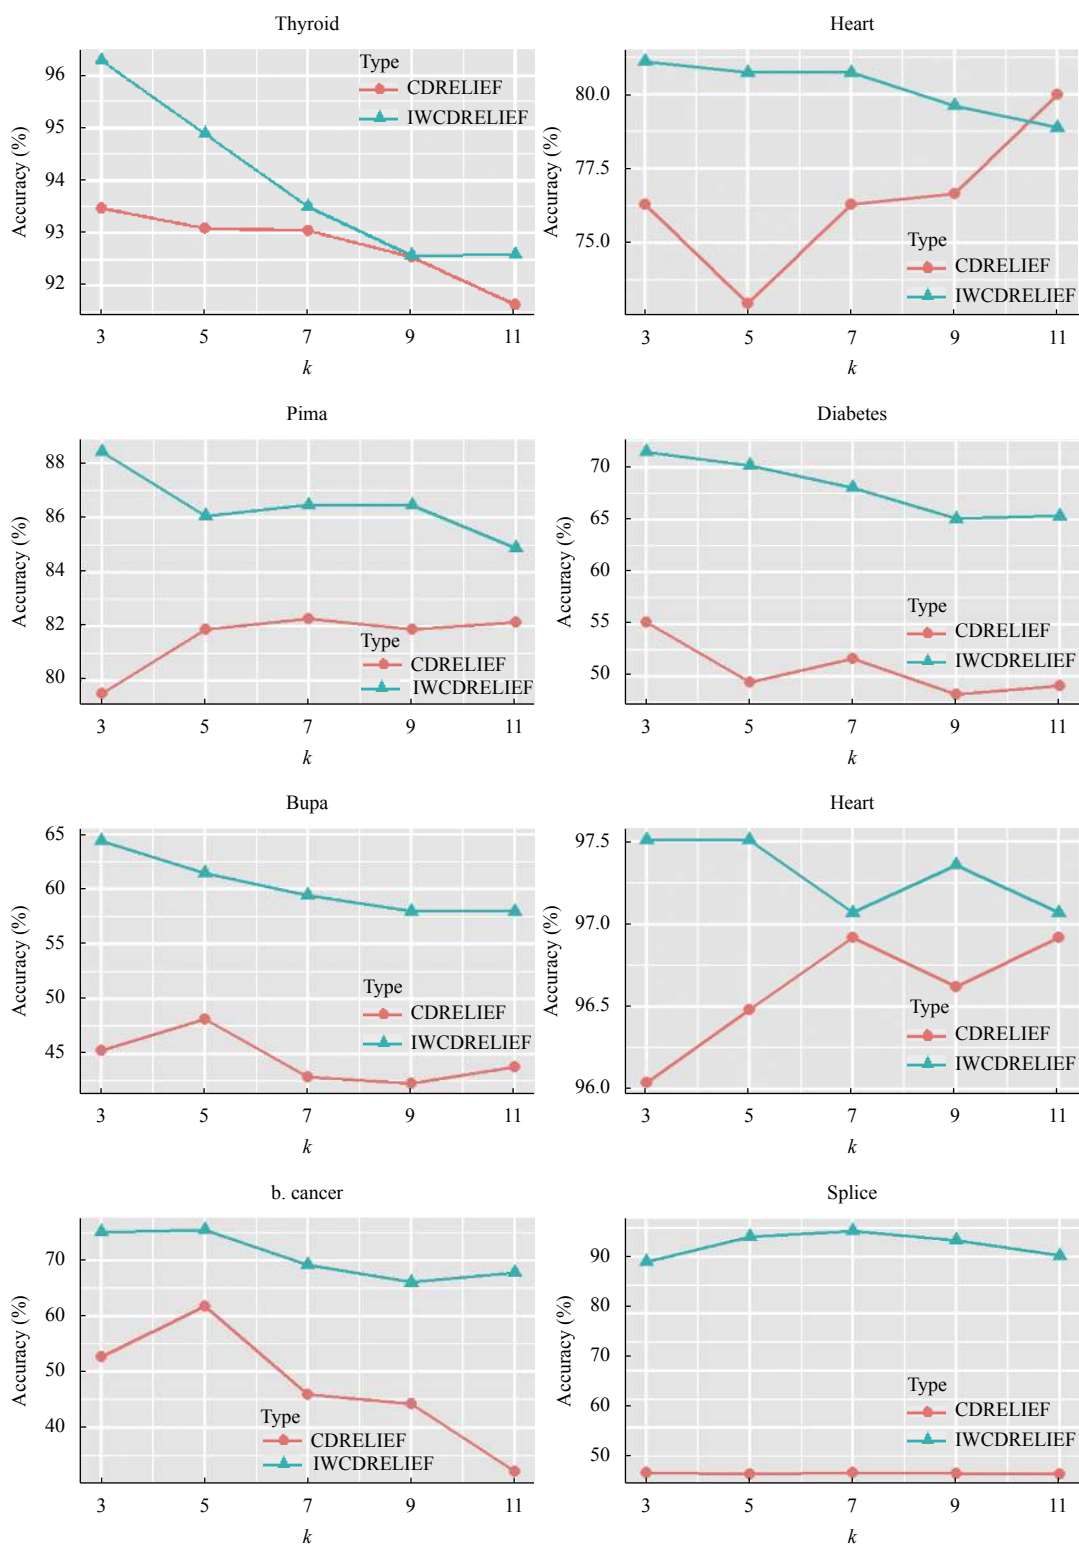 Thyroid
Accuracy (%)
96
95
94
93
92
Type
CDRELIEF
IWCDRELIEF
3 5 7 9 11
k
Heart
Accuracy (%)
80.0
77.5
75.0
Type
CDRELIEF
IWCDRELIEF
3 5 7 9 11
k
Pima
Accuracy (%)
88
86
84
82
80
Type
CDRELIEF
IWCDRELIEF
3 5 7 9 11
k
Diabetes
Accuracy (%)
70
65
60
55
50
Type
CDRELIEF
IWCDRELIEF
3 5 7 9 11
k
Bupa
Accuracy (%)
65
60
55
50
45
Type
CDRELIEF
IWCDRELIEF
3 5 7 9 11
k
Heart
Accuracy (%)
97.5
97.0
96.5
96.0
Type
CDRELIEF
IWCDRELIEF
3 5 7 9 11
k
b. cancer
Accuracy (%)
70
60
50
40
Type
CDRELIEF
IWCDRELIEF
3 5 7 9 11
k
Splice
Accuracy (%)
90
80
70
60
50
Type
CDRELIEF
IWCDRELIEF
3 5 7 9 11
k